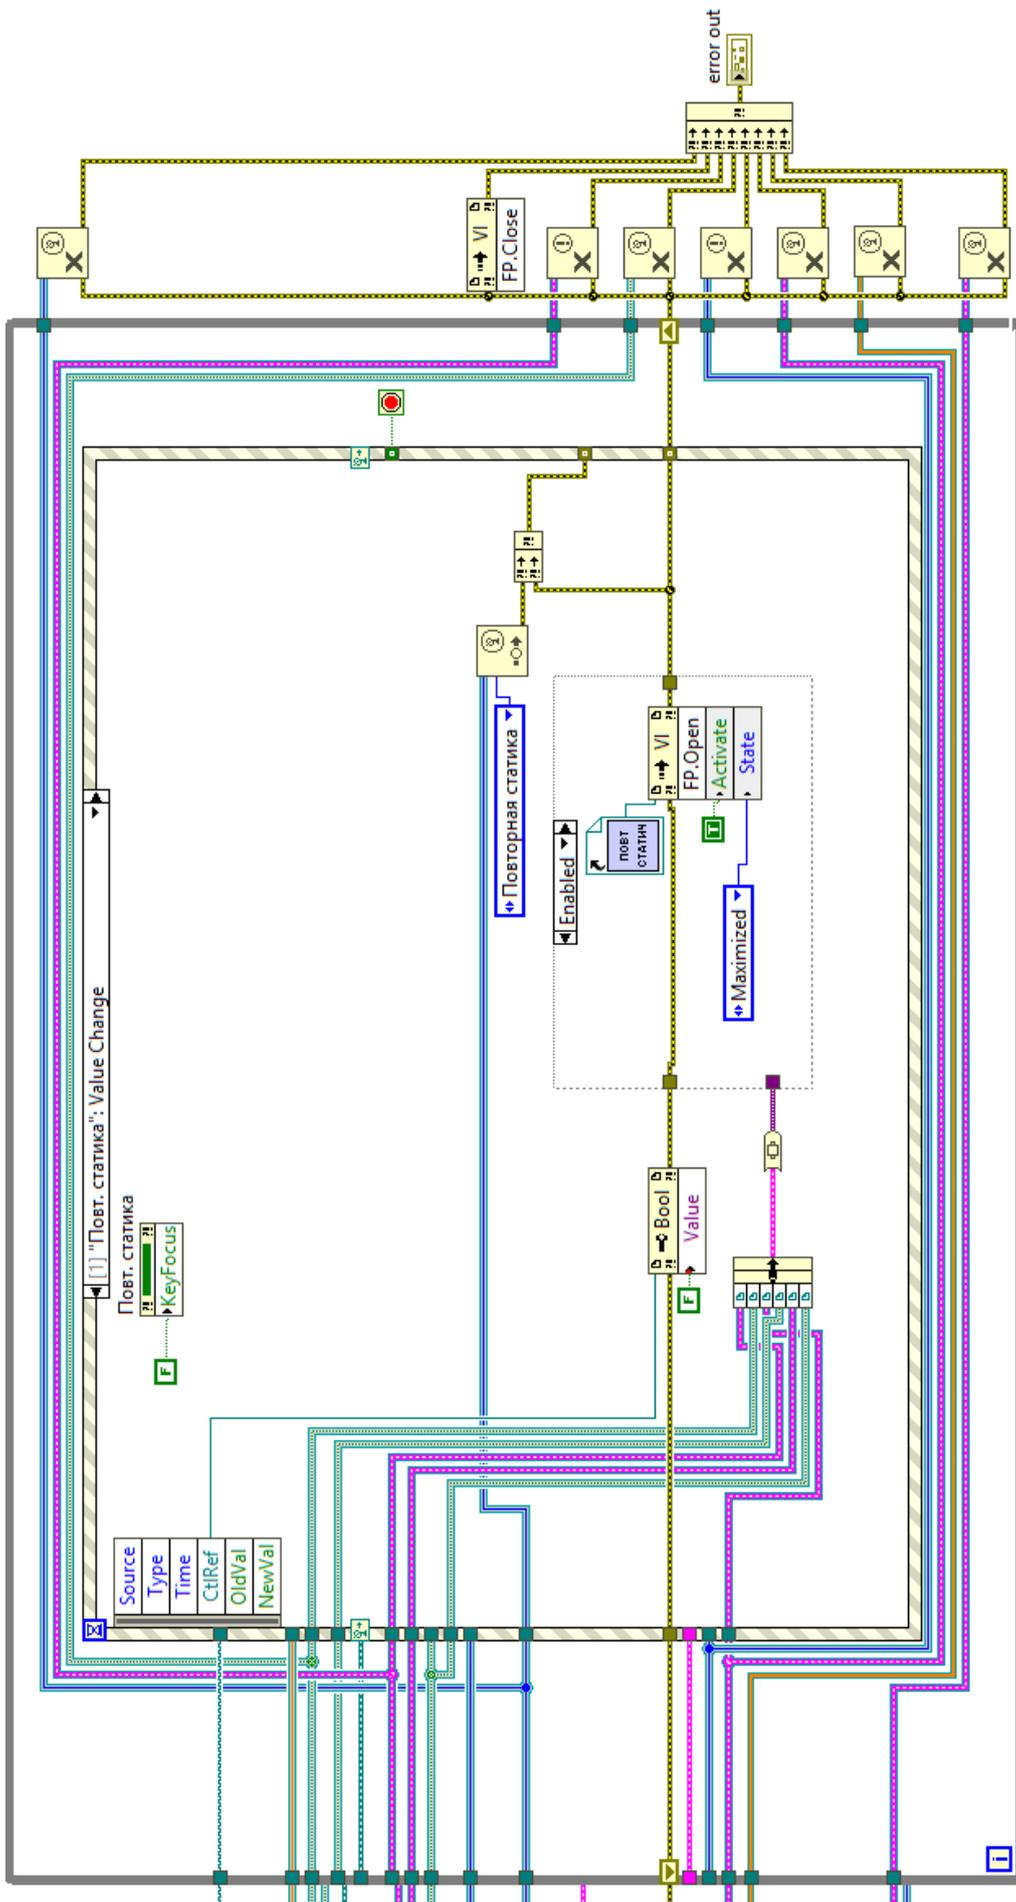 [1] "Повт. статика": Value Change
Source
Type
Time
CtlRef
OldVal
NewVal
F
Повт. статика
KeyFocus
Повторная статика
Enabled
повт
статич
F
Bool
Value
T
Maximized
VI
FP.Open
Activate
State
VI
FP.Close
error out
i